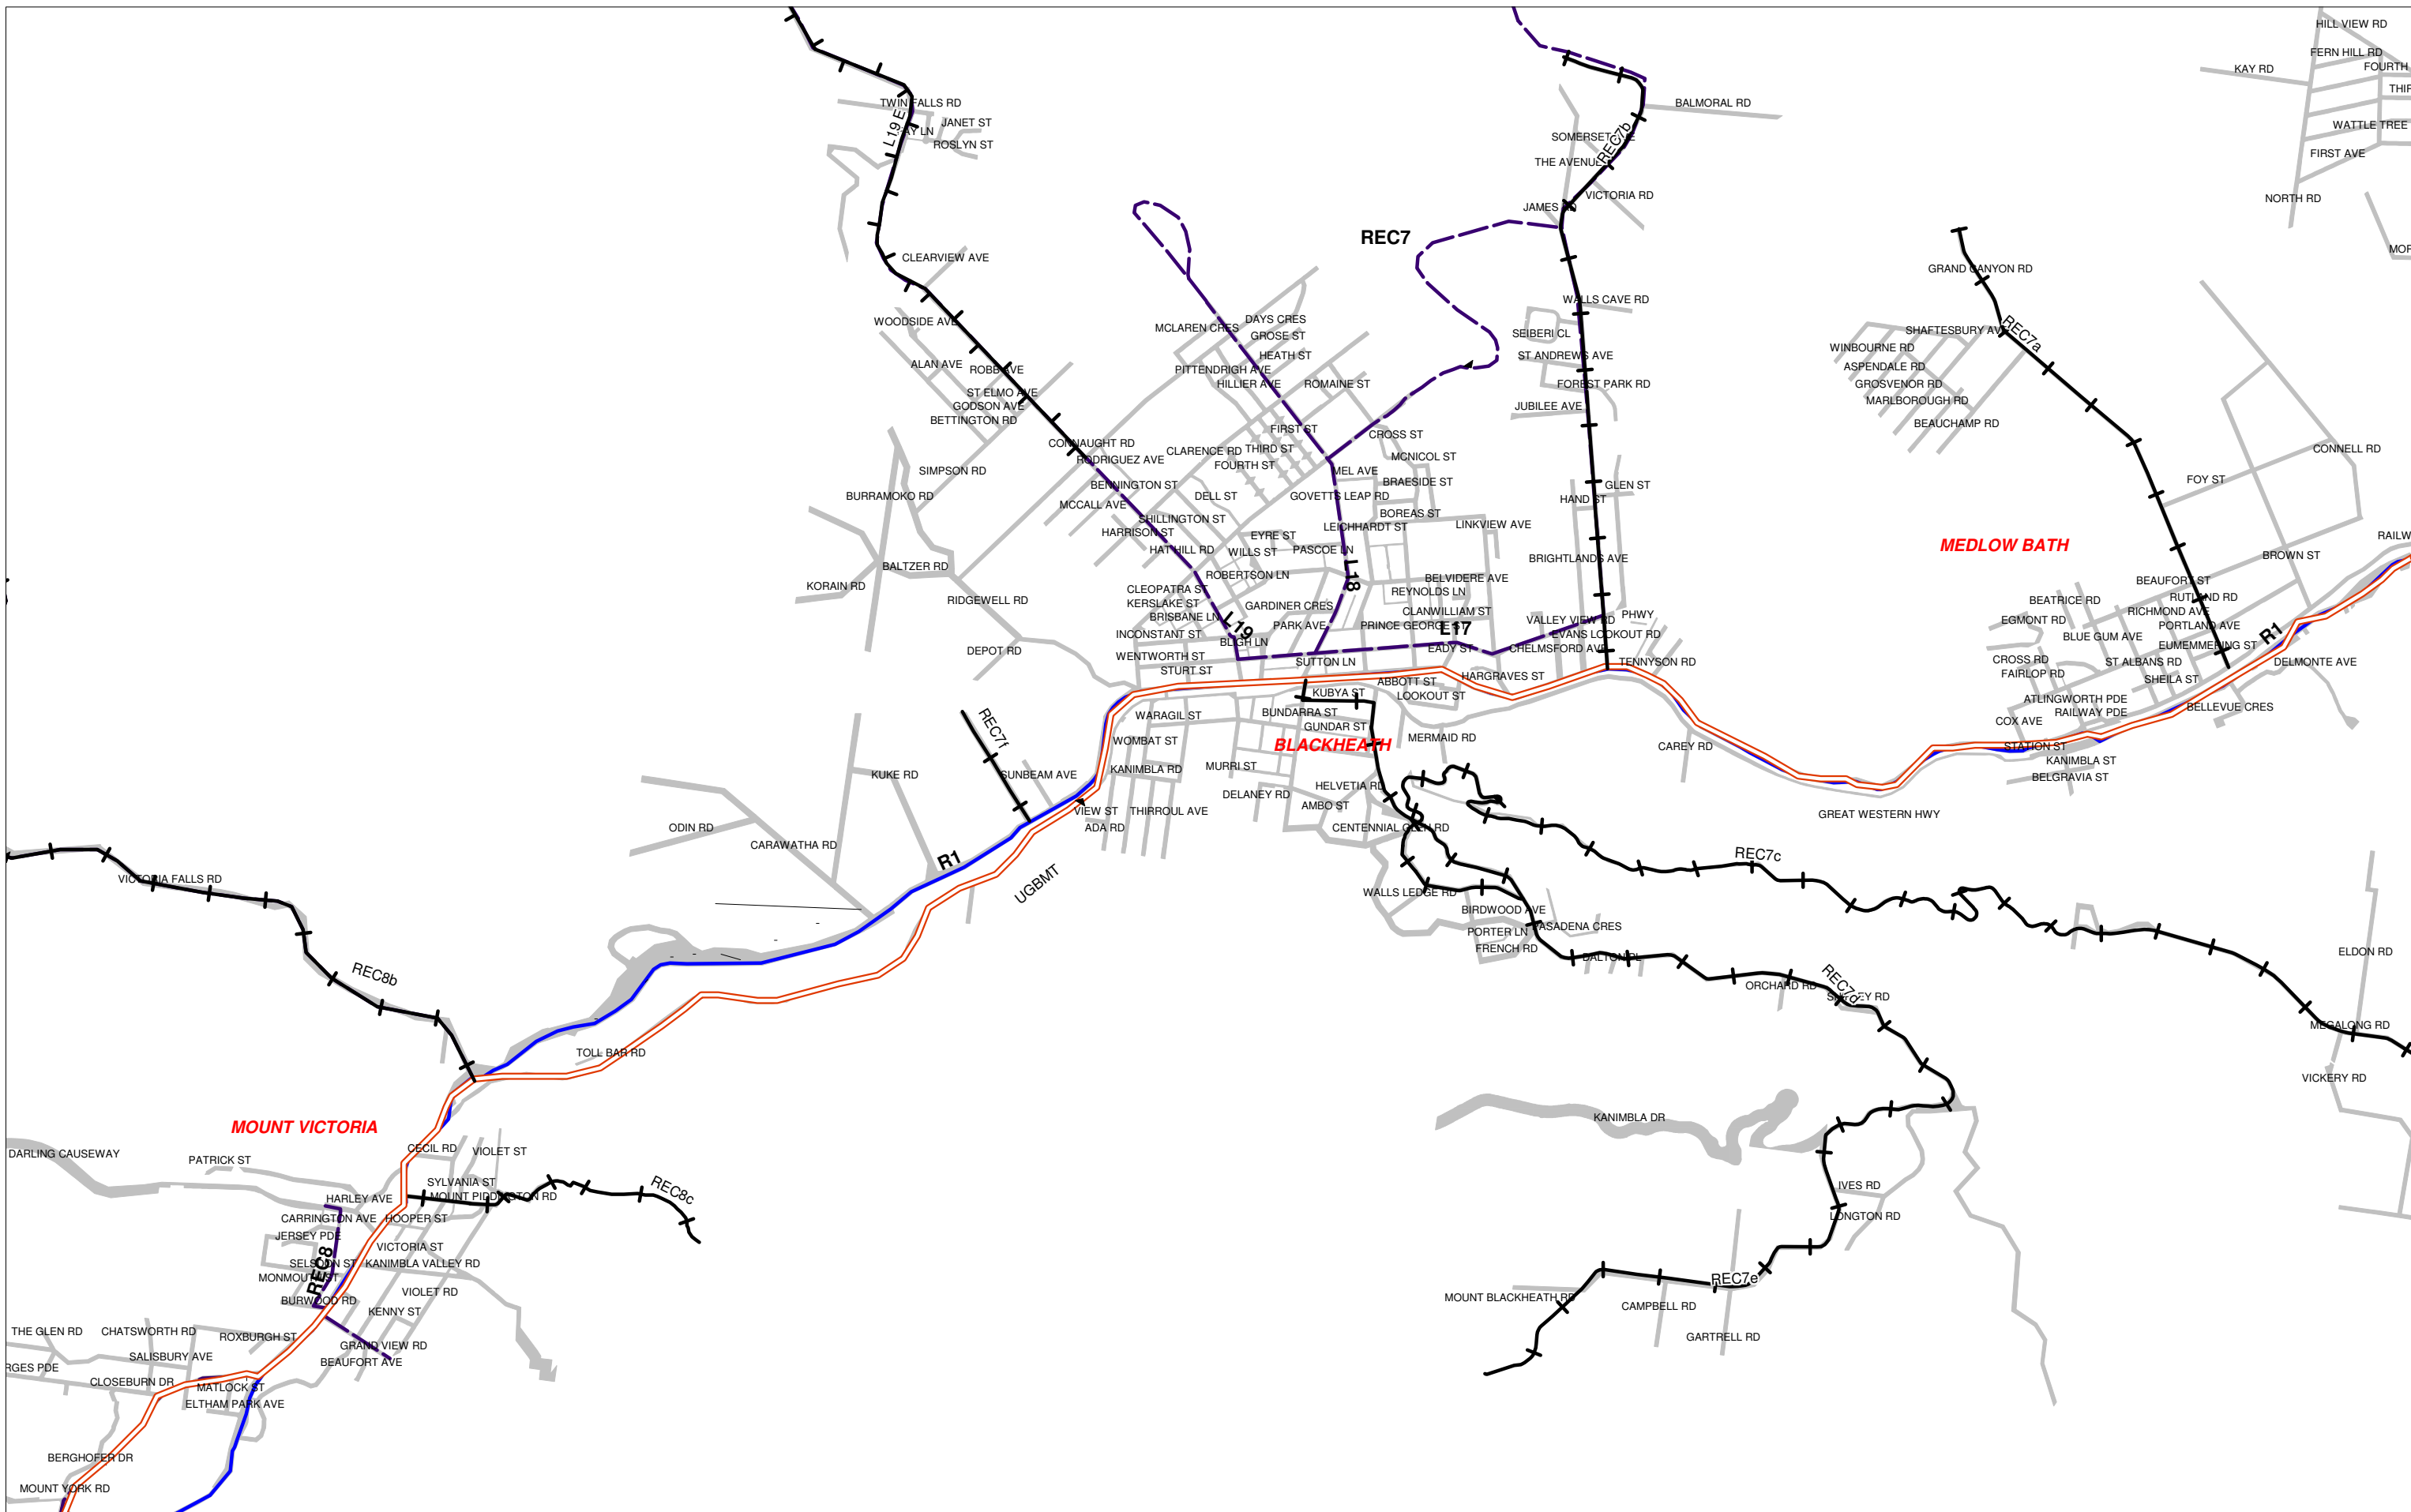 HILL VIEW RD
FERN HILL RD
KAY RD
FOURTH
TWIN FALLS RD
BALMORAL RD
JANET ST
WATTLE TREE
ROSLYN ST
THE AVENUE
REC7b
FIRST AVE
VICTORIA RD
NORTH RD
REC7
CLEARVIEW AVE
GRAND CANYON RD
WALLS CAVE RD
WOODSIDE AVE
MCLAREN CRES
DAYS CRES
GROSE ST
SEIBERI CL
SHAFTESBURY AVE
REC7a
HEATH ST
ST ANDREWS AVE
WINBOURNE RD
ALAN AVE
ROBB AVE
PITTENDRIGH AVE
ASPENDALE RD
HILLIER AVE
ROMAINE ST
FOREST PARK RD
GROSVENOR RD
ST ELMO AVE
GODSON AVE
JUBILEE AVE
MARLBOROUGH RD
BETTINGTON RD
BEAUCHAMP RD
FIRST ST
CROSS ST
CONNAUGHT RD
CLARENCE RD
THIRD ST
CONNELL RD
RODRIGUEZ AVE
FOURTH ST
MCNICOL ST
SIMPSON RD
MEL AVE
BRAESIDE ST
FOY ST
BENNINGTON ST
GLEN ST
BURRAMOKO RD
DELL ST
GOVETTS LEAP RD
HAND ST
MCCALL AVE
BOREAS ST
SHILLINGTON ST
LEICHHARDT ST
LINKVIEW AVE
HARRISON ST
EYRE ST
MEDLOW BATH
HAT HILL RD
WILLS ST
PASCOE LN
BRIGHTLANDS AVE
BROWN ST
BALTZER RD
ROBERTSON LN
L18
BELVIDERE AVE
BEAUFORT ST
KORAIN RD
CLEOPATRA ST
REYNOLDS LN
RUTLAND RD
RIDGEWELL RD
KERSLAKE ST
GARDINER CRES
CLANWILLIAM ST
BEATRICE RD
RICHMOND AVE
BRISBANE LN
L19
PARK AVE
PRINCE GEORGE ST
L17
VALLEY VIEW RD
PHWY
EGMONT RD
PORTLAND AVE
INCONSTANT ST
BLIGH LN
EVANS LOOKOUT RD
BLUE GUM AVE
EUMEMMERING ST
R1
DEPOT RD
WENTWORTH ST
SUTTON LN
EADY ST
CHELMSFORD AVE
TENNYSON RD
CROSS RD
ST ALBANS RD
DELMONTE AVE
STURT ST
HARGRAVES ST
FAIRLOP RD
SHEILA ST
ABBOTT ST
KUBYA ST
LOOKOUT ST
ATLINGWORTH PDE
REC7f
WARAGIL ST
BUNDARRA ST
RAILWAY PDE
BELLEVUE CRES
GUNDAR ST
COX AVE
WOMBAT ST
BLACKHEATH
MERMAID RD
CAREY RD
STATION ST
KANIMBLA ST
KUKE RD
SUNBEAM AVE
KANIMBLA RD
MURRI ST
BELGRAVIA ST
HELVETIA RD
DELANEY RD
AMBO ST
VIEW ST
THIRROUL AVE
GREAT WESTERN HWY
ODIN RD
ADA RD
CENTENNIAL GLEN RD
CARAWATHA RD
R1
REC7c
VICTORIA FALLS RD
UGBMT
WALLS LEDGE RD
BIRDWOOD AVE
PORTER LN
PASADENA CRES
FRENCH RD
DALTON PL
ELDON RD
REC8b
ORCHARD RD
REC7d
MEGALONG RD
TOLL BAR RD
VICKERY RD
KANIMBLA DR
MOUNT VICTORIA
DARLING CAUSEWAY
CECIL RD
VIOLET ST
PATRICK ST
SYLVANIA ST
REC8c
HARLEY AVE
MOUNT PIDDINGTON RD
IVES RD
CARRINGTON AVE
HOOPER ST
LONGTON RD
JERSEY PDE
VICTORIA ST
SELSDON ST
KANIMBLA VALLEY RD
REC8
MONMOUTH ST
REC7e
VIOLET RD
BURWOOD RD
MOUNT BLACKHEATH RD
KENNY ST
CAMPBELL RD
THE GLEN RD
CHATSWORTH RD
ROXBURGH ST
GARTRELL RD
GRAND VIEW RD
SALISBURY AVE
BEAUFORT AVE
RGES PDE
CLOSEBURN DR
MATLOCK ST
ELTHAM PARK AVE
BERGHOFER DR
MOUNT YORK RD